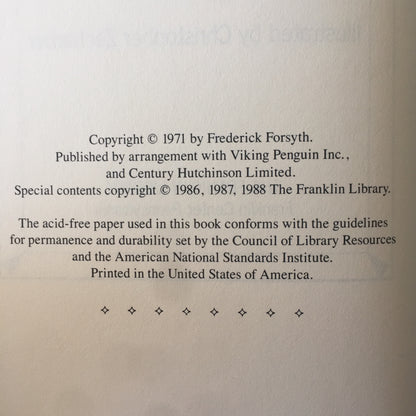 Copyright © 1971 by Frederick Forsyth.
Published by arrangement with Viking Penguin Inc.,
and Century Hutchinson Limited.
Special contents copyright © 1986, 1987, 1988 The Franklin Library.
The acid-free paper used in this book conforms with the guidelines
for permanence and durability set by the Council of Library Resources
and the American National Standards Institute.
Printed in the United States of America.